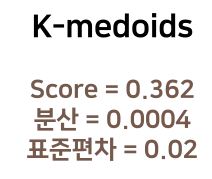 K-medoids
Score = 0.362
분산 = 0.0004
표준편차 = 0.02